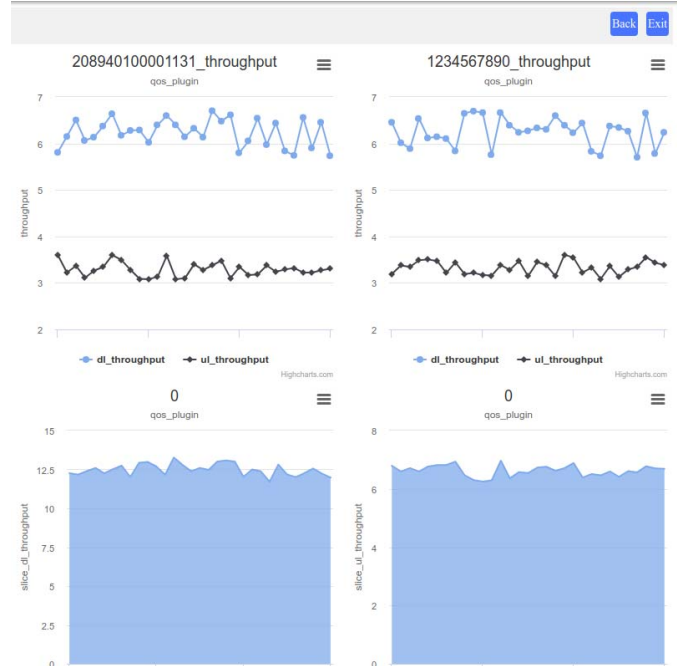 Back Exit
208940100001131_throughput
qos_plugin
7
6
5
4
3
2
throughput
dl_throughput ul_throughput
Highcharts.com
1234567890_throughput
qos_plugin
7
6
5
4
3
2
throughput
dl_throughput ul_throughput
Highcharts.com
0
qos_plugin
15
12.5
10
7.5
5
2.5
0
slice_dl_throughput
0
qos_plugin
8
6
4
2
0
slice_ul_throughput